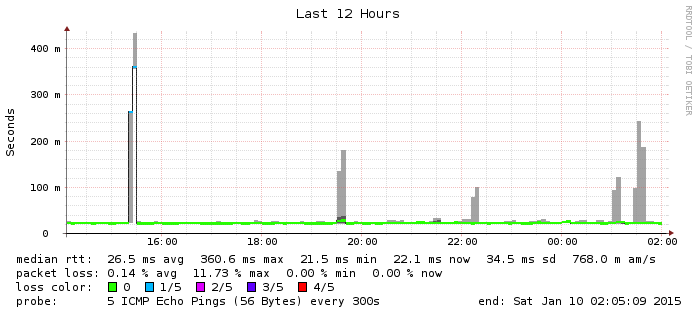 Last 12 Hours
RRDTOOL / TOBI OETIKER
Seconds
400 m
300 m
200 m
100 m
0
16:00 18:00 20:00 22:00 00:00 02:00
median rtt: 26.5 ms avg 360.6 ms max 21.5 ms min 22.1 ms now 34.5 ms sd 768.0 m am/s
packet loss: 0.14 % avg 11.73 % max 0.00 % min 0.00 % now
loss color: 0 1/5 2/5 3/5 4/5
probe: 5 ICMP Echo Pings (56 Bytes) every 300s end: Sat Jan 10 02:05:09 2015